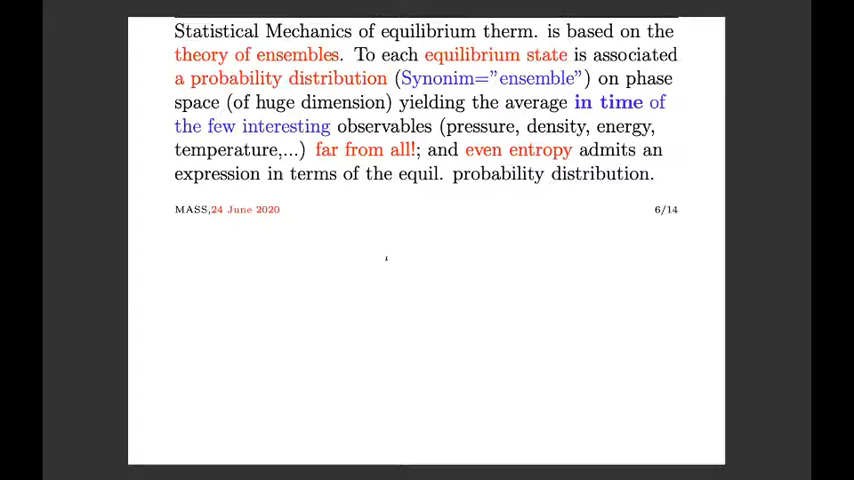 Statistical Mechanics of equilibrium therm. is based on the
theory of ensembles. To each equilibrium state is associated
a probability distribution (Synonim=”ensemble”) on phase
space (of huge dimension) yielding the average in time of
the few interesting observables (pressure, density, energy,
temperature,...) far from all!; and even entropy admits an
expression in terms of the equil. probability distribution.
MASS,24 June 2020 6/14